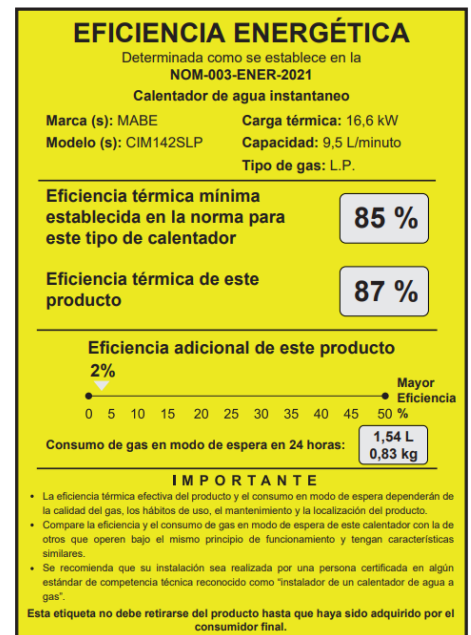 EFICIENCIA ENERGÉTICA
Determinada como se establece en la
NOM-003-ENER-2021
Calentador de agua instantaneo
Marca (s): MABE
Carga térmica: 16,6 kW
Modelo (s): CIM142SLP
Capacidad: 9,5 L/minuto
Tipo de gas: L.P.
Eficiencia térmica mínima
establecida en la norma para
este tipo de calentador
85 %
Eficiencia térmica de este
producto
87 %
Eficiencia adicional de este producto
2%
Mayor
Eficiencia
0 5 10 15 20 25 30 35 40 45 50 %
Consumo de gas en modo de espera en 24 horas:
1,54 L
0,83 kg
IMPORTANTE
• La eficiencia térmica efectiva del producto y el consumo en modo de espera dependerán de
la calidad del gas, los hábitos de uso, el mantenimiento y la localización del producto.
• Compare la eficiencia y el consumo de gas en modo de espera de este calentador con la de
otros que operen bajo el mismo principio de funcionamiento y tengan características
similares.
• Se recomienda que su instalación sea realizada por una persona certificada en algún
estándar de competencia técnica reconocido como “instalador de un calentador de agua a
gas”.
Esta etiqueta no debe retirarse del producto hasta que haya sido adquirido por el
consumidor final.